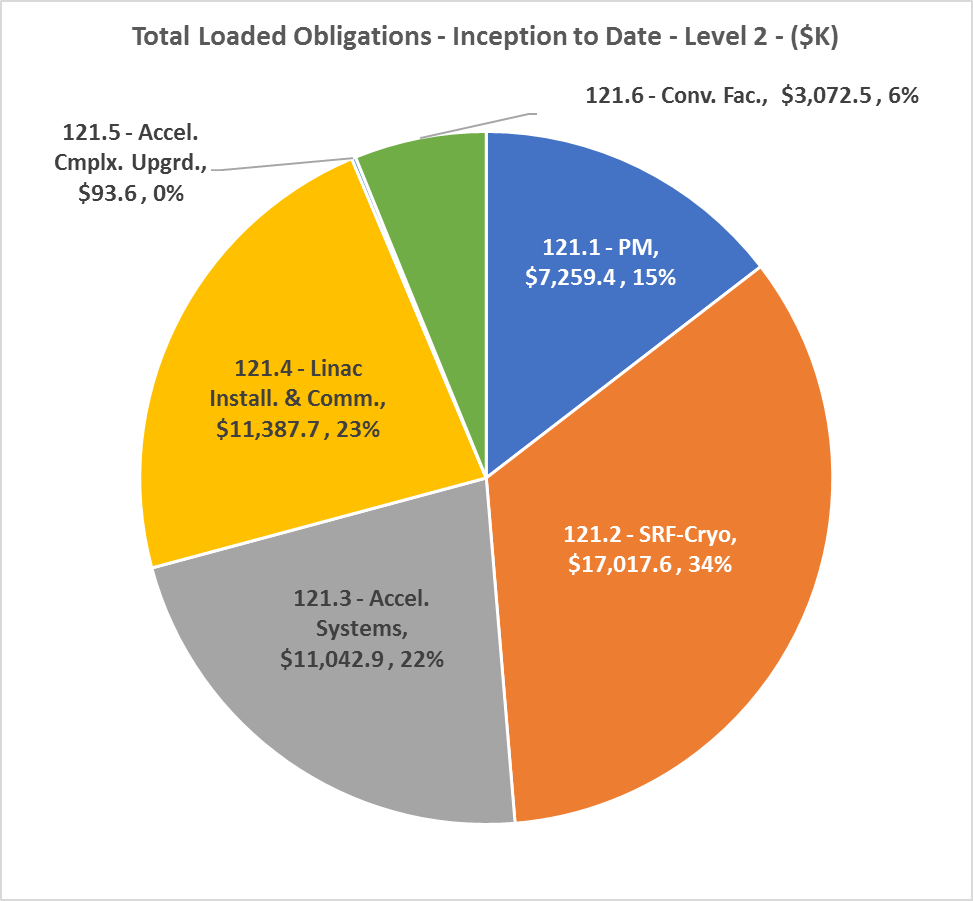 Total Loaded Obligations - Inception to Date - Level 2 - ($K)
121.6 - Conv. Fac., $3,072.5 , 6%
121.5 - Accel.
Cmplx. Upgrd.,
$93.6 , 0%
121.1 - PM,
$7,259.4 , 15%
121.4 - Linac
Install. & Comm.,
$11,387.7 , 23%
121.2 - SRF-Cryo,
$17,017.6 , 34%
121.3 - Accel.
Systems,
$11,042.9 , 22%